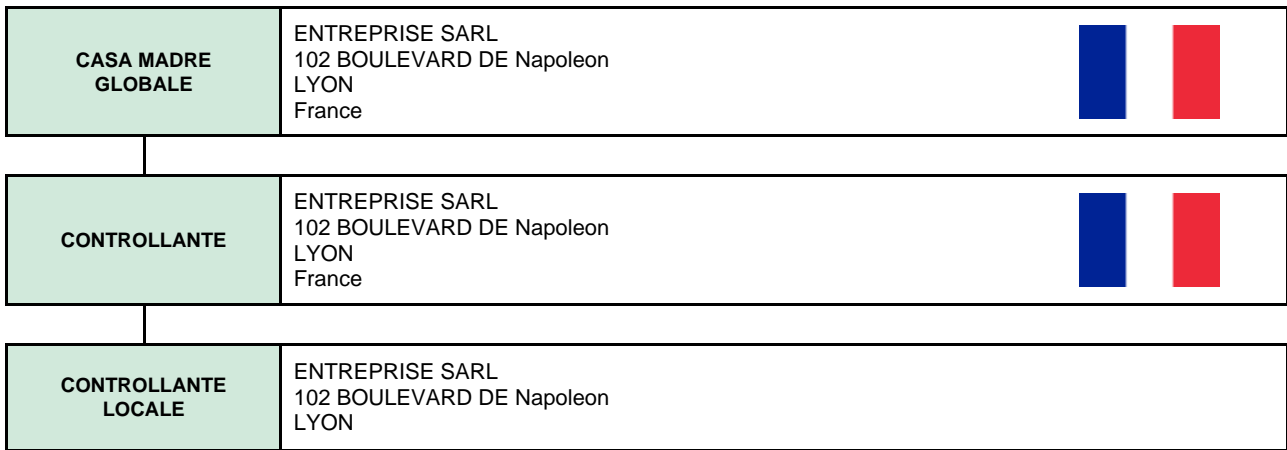 CASA MADRE
GLOBALE
ENTREPRISE SARL
102 BOULEVARD DE Napoleon
LYON
France
CONTROLLANTE
ENTREPRISE SARL
102 BOULEVARD DE Napoleon
LYON
France
CONTROLLANTE
LOCALE
ENTREPRISE SARL
102 BOULEVARD DE Napoleon
LYON